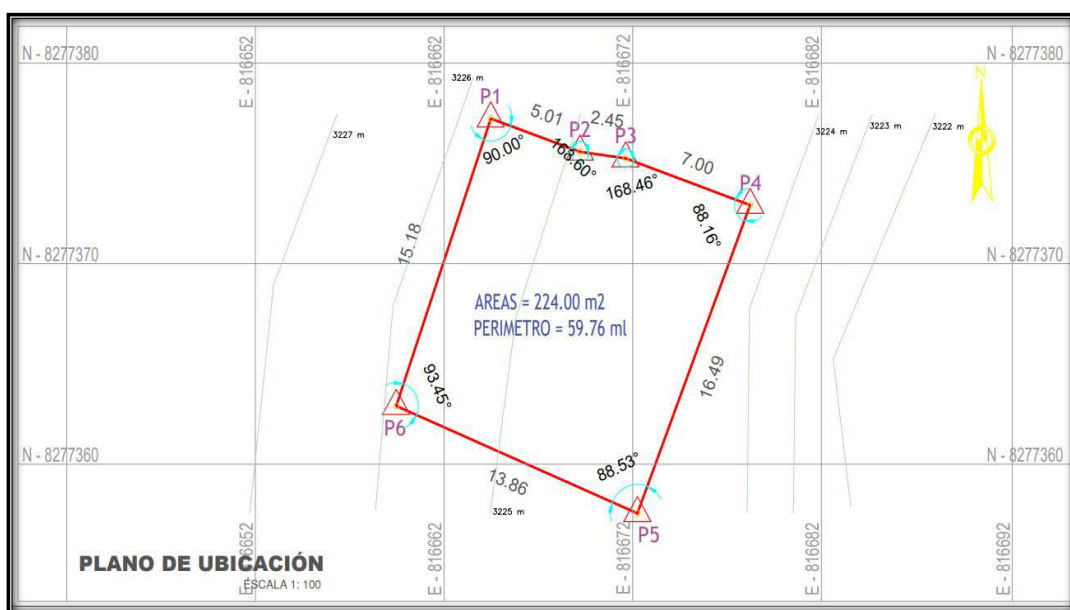 E - 816652
E - 816662
E - 816672
E - 816682
E - 816692
N - 8277380
N - 8277380
3226 m
P1
5.01
2.45
3227 m
P2
P3
3224 m
3223 m
3222 m
N
90.00°
168.60°
168.46°
7.00
P4
88.16°
N - 8277370
N - 8277370
15.18
AREAS = 224.00 m2
PERIMETRO = 59.76 ml
16.49
93.45°
P6
N - 8277360
N - 8277360
88.53°
13.86
3225 m
P5
PLANO DE UBICACIÓN
ESCALA 1: 100
E - 816652
E - 816662
E - 816672
E - 816682
E - 816692